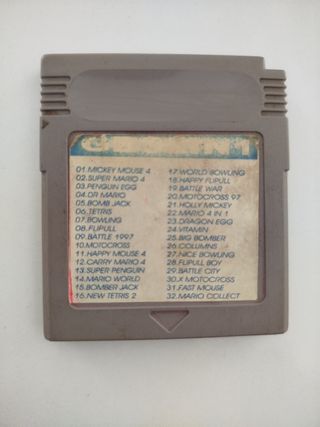 01.MICKEY MOUSE 4
02.SUPER MARIO 4
03.PENGUIN EGG
04.DR MARIO
05.BOMB JACK
06.TETRIS
07.BOWLING
08.FLIPULL
09.BATTLE 1997
10.MOTOCROSS
11.HAPPY MOUSE 4
12.CARRY MARIO 4
13.SUPER PENGUIN
14.MARIO WORLD
15.BOMBER JACK
16.NEW TETRIS 2
17.WORLD BOWLING
18.HAPPY FLIPULL
19.BATTLE WAR
20.MOTOCROSS 97
21.HOLLY MICKEY
22.MARIO 4 IN 1
23.DRAGON EGG
24.VITAMIN
25.BIG BOMBER
26.COLUMNS
27.NICE BOWLING
28.FLIPULL BOY
29.BATTLE CITY
30.X MOTOCROSS
31.FAST MOUSE
32.MARIO COLLECT